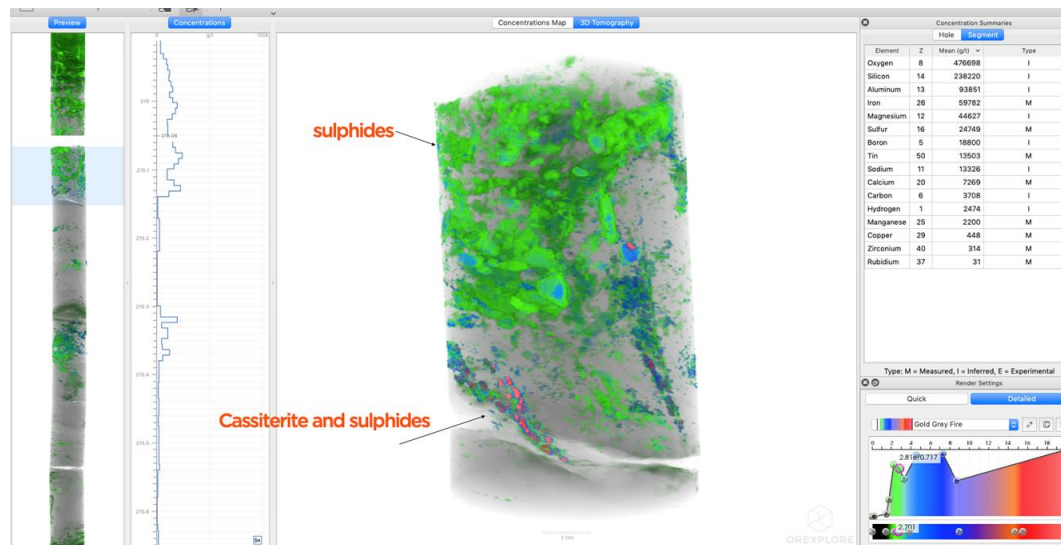 Preview
Concentrations
Concentrations Map
3D Tomography
Concentration Summaries
Hole
Segment
0
g/t
100K
Element Z Mean (g/t) Type
Oxygen 8 476698 I
Silicon 14 238220 I
Aluminum 13 93851 I
Iron 26 59782 M
Magnesium 12 44627 I
Sulfur 16 24749 M
Boron 5 18800 I
Tin 50 13503 M
Sodium 11 13326 I
Calcium 20 7269 M
Carbon 6 3708 I
Hydrogen 1 2474 I
Manganese 25 2200 M
Copper 29 448 M
Zirconium 40 314 M
Rubidium 37 31 M
215
215.05
215.1
215.2
215.3
215.4
215.5
215.6
Sn
sulphides
Cassiterite and sulphides
1 cm
OREXPLORE
Type: M = Measured, I = Inferred, E = Experimental
Render Settings
Quick
Detailed
Gold Grey Fire
0 2 4 6 8 10 12 14 16 18
2.701